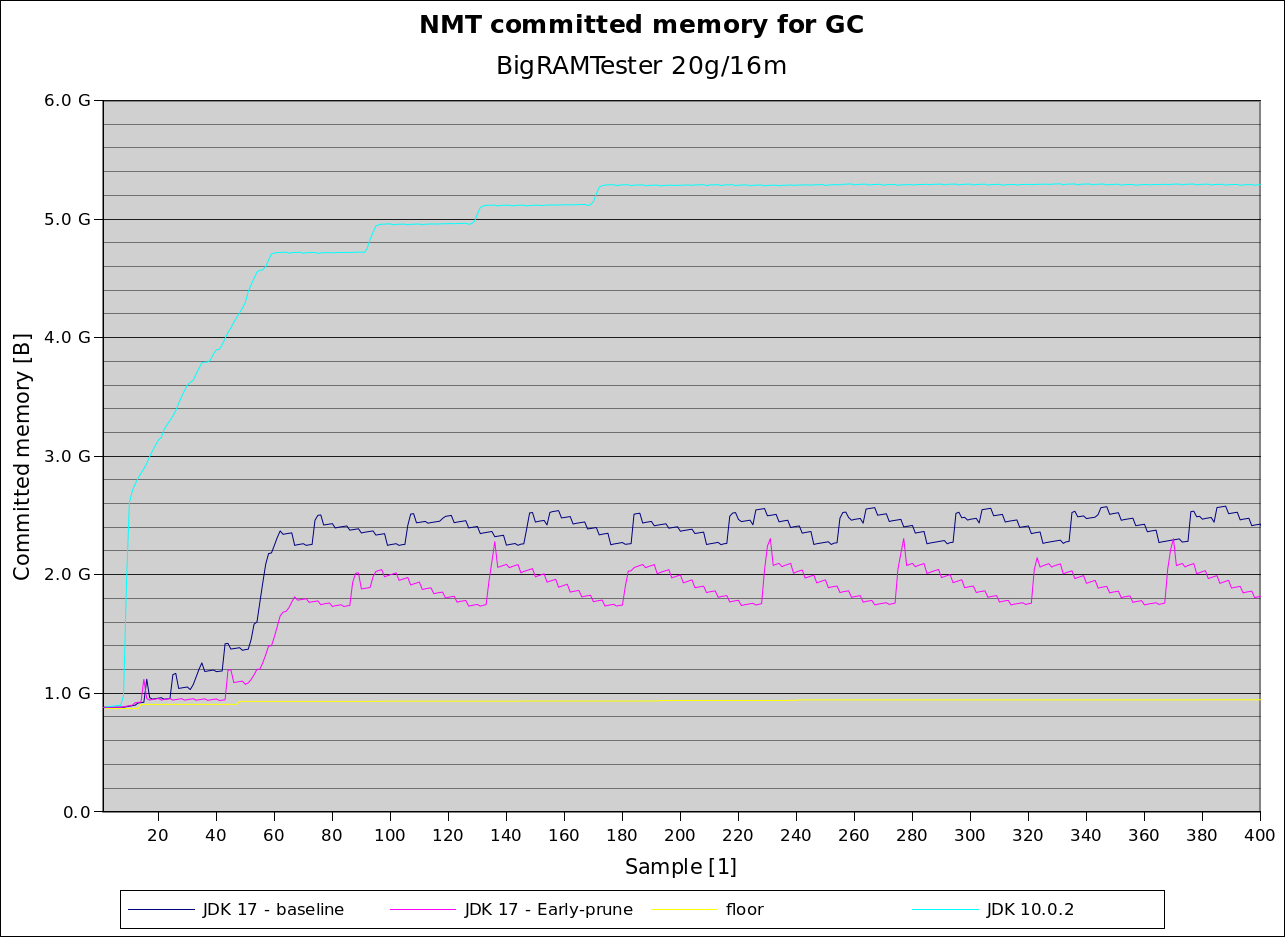 NMT committed memory for GC
BigRAMTester 20g/16m
6.0 G
5.0 G
4.0 G
3.0 G
2.0 G
1.0 G
0.0
Committed memory [B]
20 40 60 80 100 120 140 160 180 200 220 240 260 280 300 320 340 360 380 400
Sample [1]
JDK 17 - baseline JDK 17 - Early-prune floor JDK 10.0.2